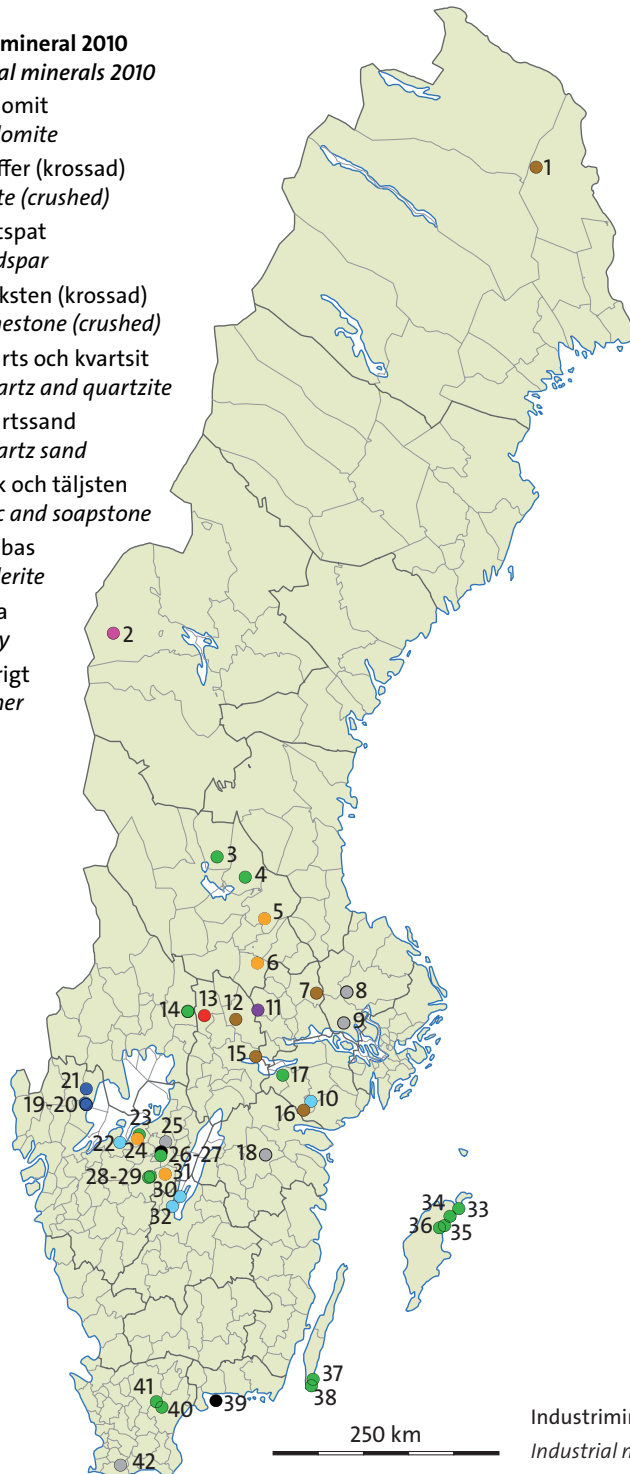 mineral 2010
al minerals 2010
omit
lomite
ffer (krossad)
te (crushed)
tspat
dspar
ksten (krossad)
nestone (crushed)
rts och kvartsit
artz and quartzite
rtssand
artz sand
k och täljsten
c and soapstone
bas
lerite
a
y
rigt
her
1
2
3
4
5
6
7
8
9
10
11
12
13
14
15
16
17
18
19-20
21
22
23
24
25
26-27
28-29
30
31
32
33
34
35
36
37
38
39
40
41
42
250 km
Industrimin
Industrial m